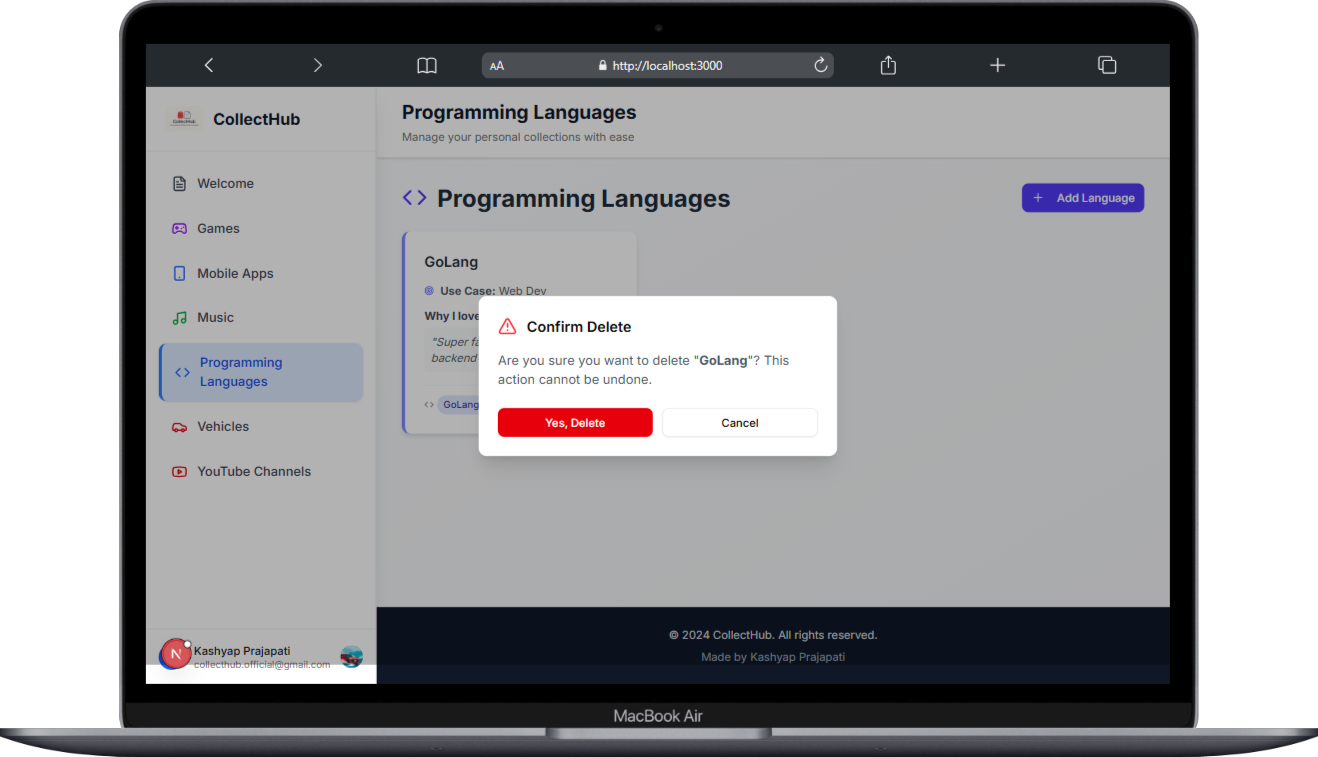 AA
http://localhost:3000
CollectHub
CollectHub
Programming Languages
Manage your personal collections with ease
Welcome
Games
Mobile Apps
Music
Programming
Languages
Vehicles
YouTube Channels
Programming Languages
+ Add Language
GoLang
Use Case: Web Dev
Why I love
"Super fa
backend
GoLang
Confirm Delete
Are you sure you want to delete "GoLang"? This
action cannot be undone.
Yes, Delete
Cancel
N
Kashyap Prajapati
collecthub.official@gmail.com
© 2024 CollectHub. All rights reserved.
Made by Kashyap Prajapati
MacBook Air